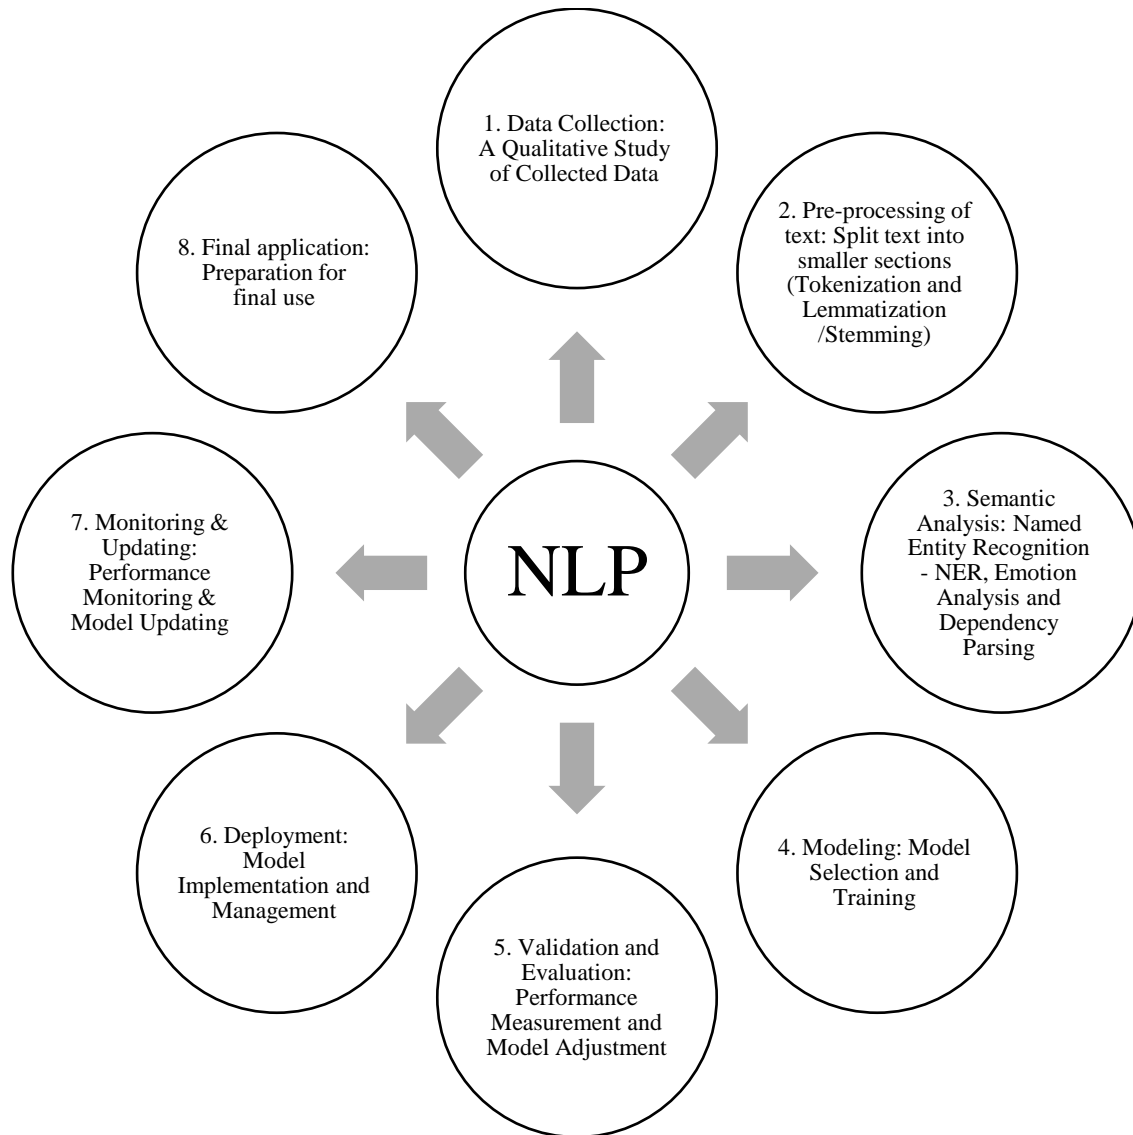 1. Data Collection:
A Qualitative Study
of Collected Data
2. Pre-processing of
text: Split text into
smaller sections
(Tokenization and
Lemmatization
/Stemming)
3. Semantic
Analysis: Named
Entity Recognition
- NER, Emotion
Analysis and
Dependency
Parsing
4. Modeling: Model
Selection and
Training
5. Validation and
Evaluation:
Performance
Measurement and
Model Adjustment
6. Deployment:
Model
Implementation and
Management
7. Monitoring &
Updating:
Performance
Monitoring &
Model Updating
8. Final application:
Preparation for
final use
NLP